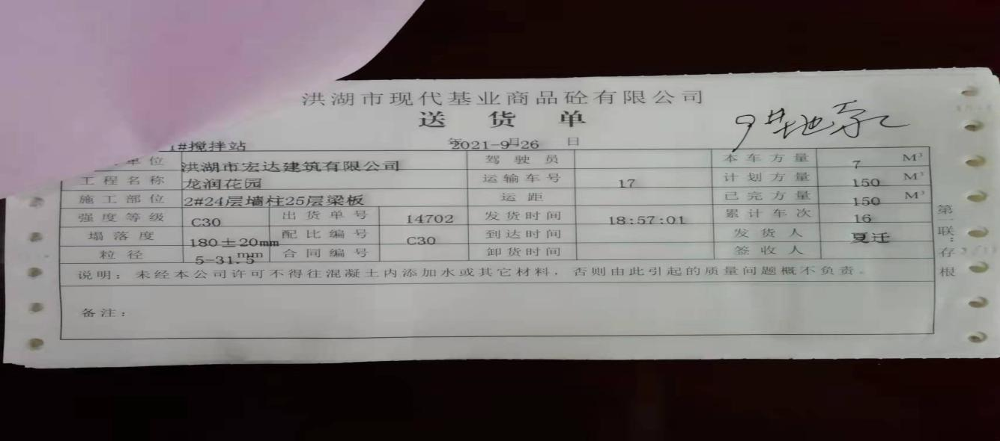 洪湖市现代基业商品砼有限公司
送货单
1#搅拌站 年 2021-9-26 月 日
单位 洪湖市宏达建筑有限公司 驾驶员 本车方量 7 M³
工程名称 龙润花园 运输车号 17 计划方量 150 M³
施工部位 2#24层墙柱25层梁板 运距 已完方量 150 M³
强度等级 C30 出货单号 14702 发货时间 18:57:01 累计车次 16
塌落度 180±20mm 配比编号 C30 到达时间 发货人 夏迁
粒径 5-31.5 mm 合同编号 卸货时间 签收人
说明：未经本公司许可不得往混凝土内添加水或其它材料，否则由此引起的质量问题概不负责。
备注：
第一联：存根